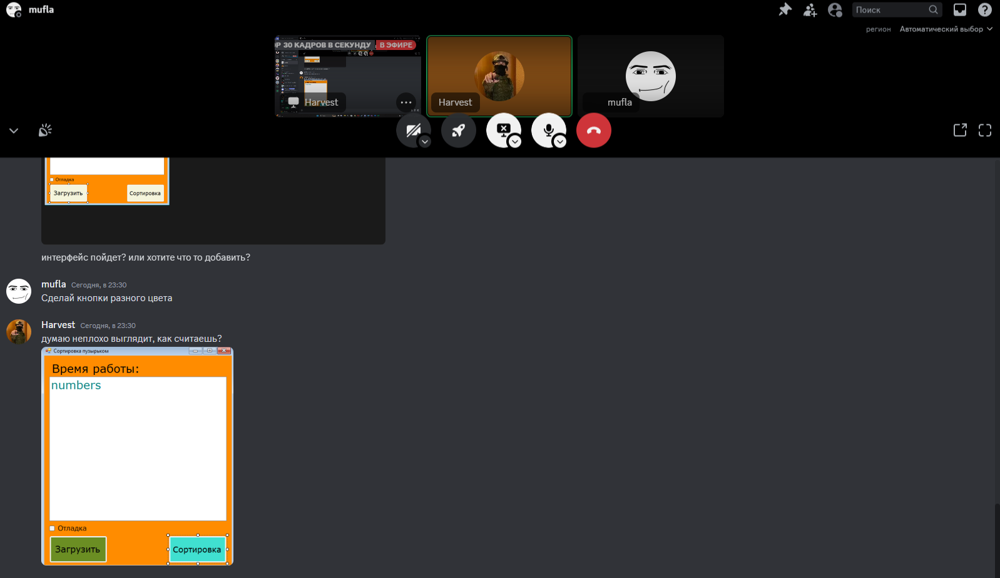 mufla
Поиск
регион Автоматический выбор
ОР 30 КАДРОВ В СЕКУНДУ В ЭФИРЕ
Harvest
Harvest
mufla
Отладка
Загрузить Сортировка
интерфейс пойдет? или хотите что то добавить?
mufla Сегодня, в 23:30
Сделай кнопки разного цвета
Harvest Сегодня, в 23:30
думаю неплохо выглядит, как считаешь?
Сортировка пузырьком
Время работы:
numbers
Отладка
Загрузить Сортировка